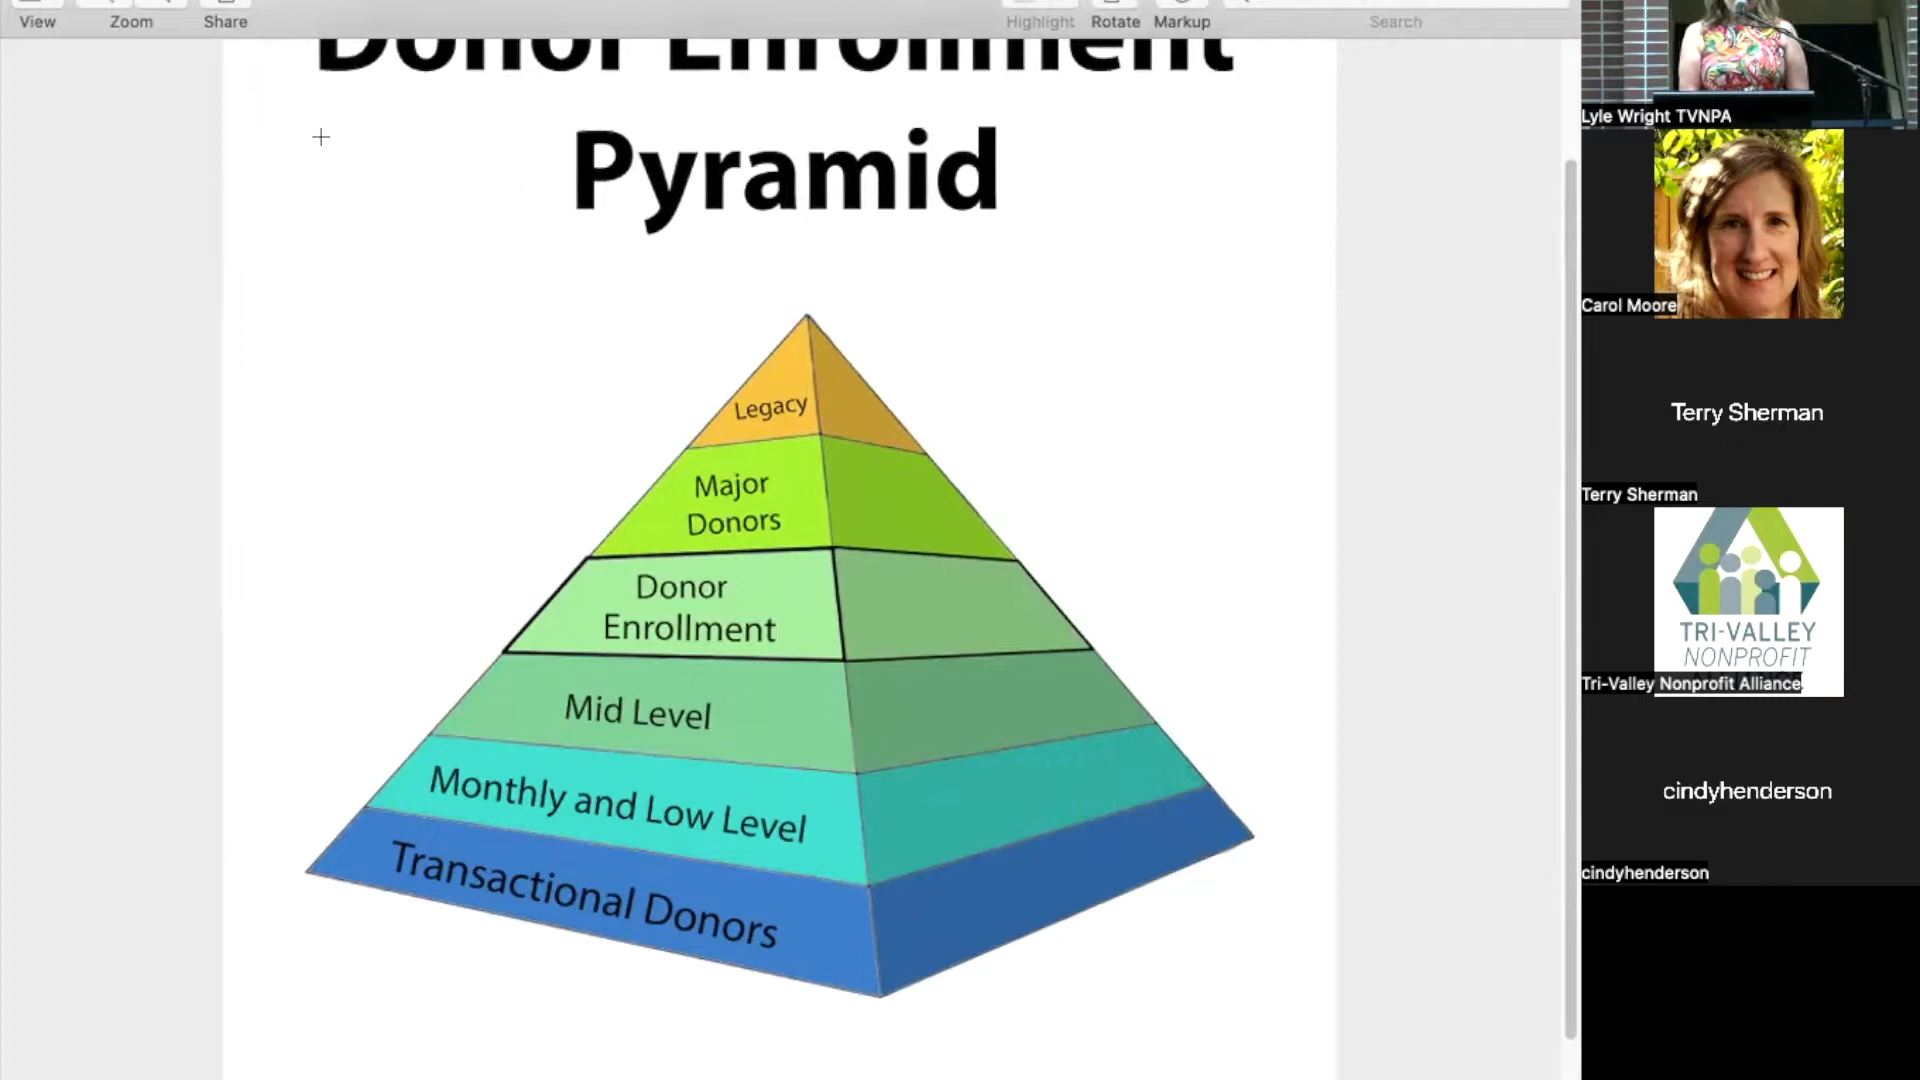 View
Zoom
Share
Highlight
Rotate
Markup
Search
Donor Enrollment
Pyramid
Legacy
Major
Donors
Donor
Enrollment
Mid Level
Monthly and Low Level
Transactional Donors
Lyle Wright TVNPA
Carol Moore
Terry Sherman
Terry Sherman
TRI-VALLEY
NONPROFIT
Tri-Valley Nonprofit Alliance
cindyhenderson
cindyhenderson